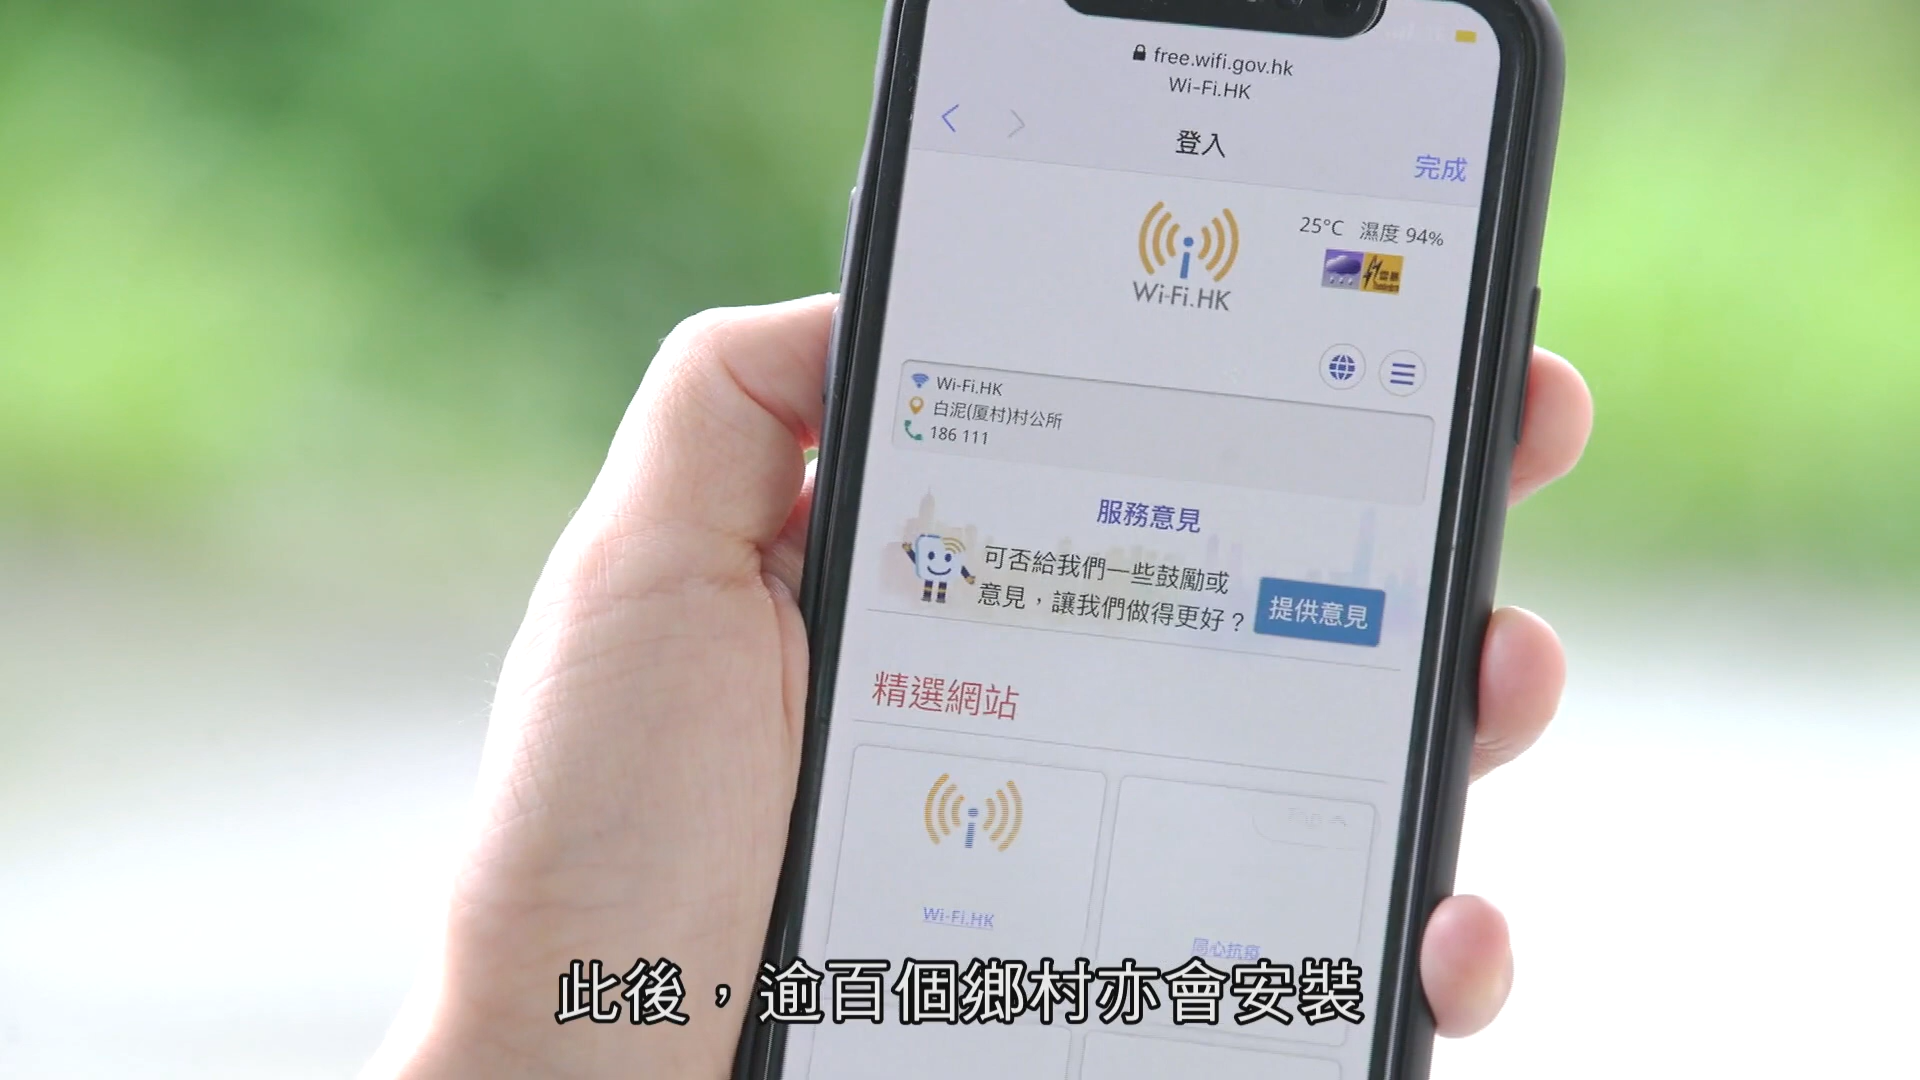 free.wifi.gov.hk
Wi-Fi.HK
登入
完成
25°C 濕度 94%
Wi-Fi.HK
Wi-Fi.HK
白泥(厦村)村公所
186 111
服務意見
可否給我們一些鼓勵或
意見，讓我們做得更好？
提供意見
精選網站
Wi-Fi.HK
同心抗疫
此後，逾百個鄉村亦會安裝